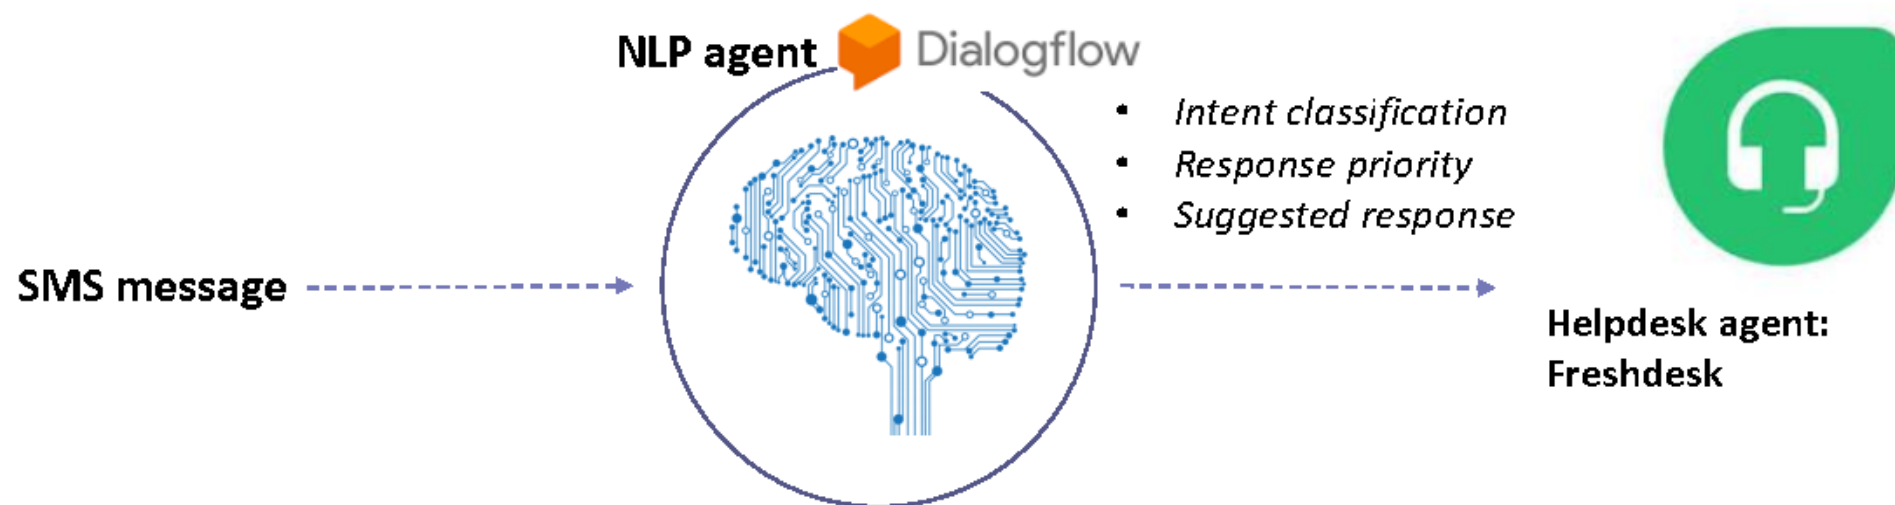 NLP agent Dialogflow
• Intent classification
• Response priority
• Suggested response
SMS message
Helpdesk agent:
Freshdesk